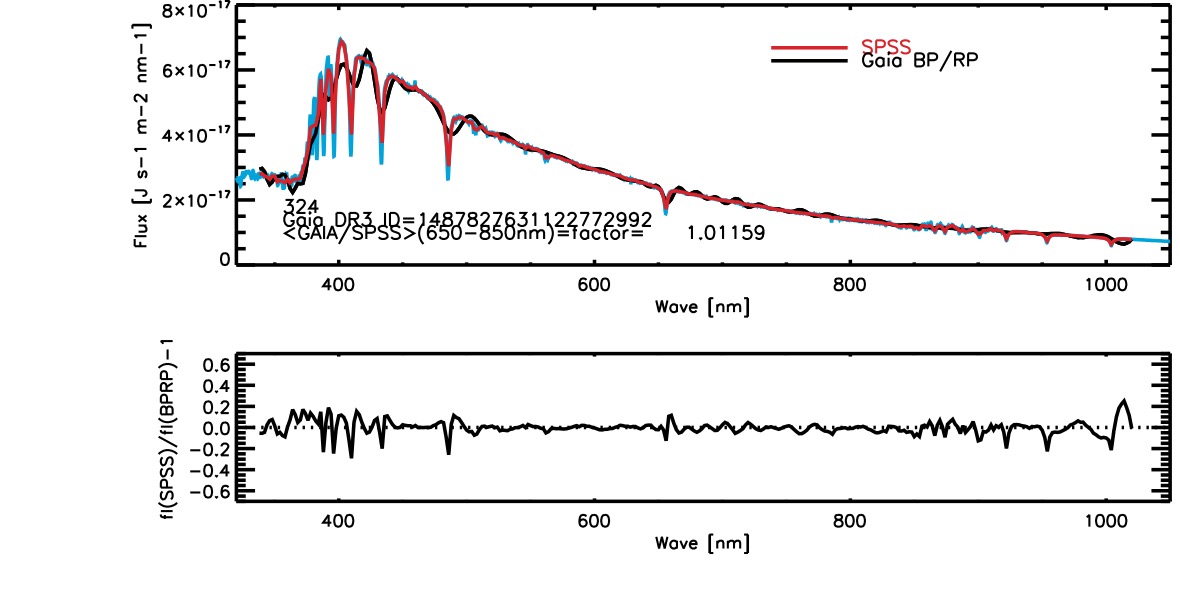 8×10−17
6×10−17
4×10−17
2×10−17
0
Flux [J s−1 m−2 nm−1]
SPSS
Gaia BP/RP
324
Gaia DR3 ID=1487827631122772992
<GAIA/SPSS>(650−850nm)=factor= 1.01159
400 600 800 1000
Wave [nm]
0.6
0.4
0.2
0.0
−0.2
−0.4
−0.6
fl(SPSS)/fl(BPRP)−1
400 600 800 1000
Wave [nm]